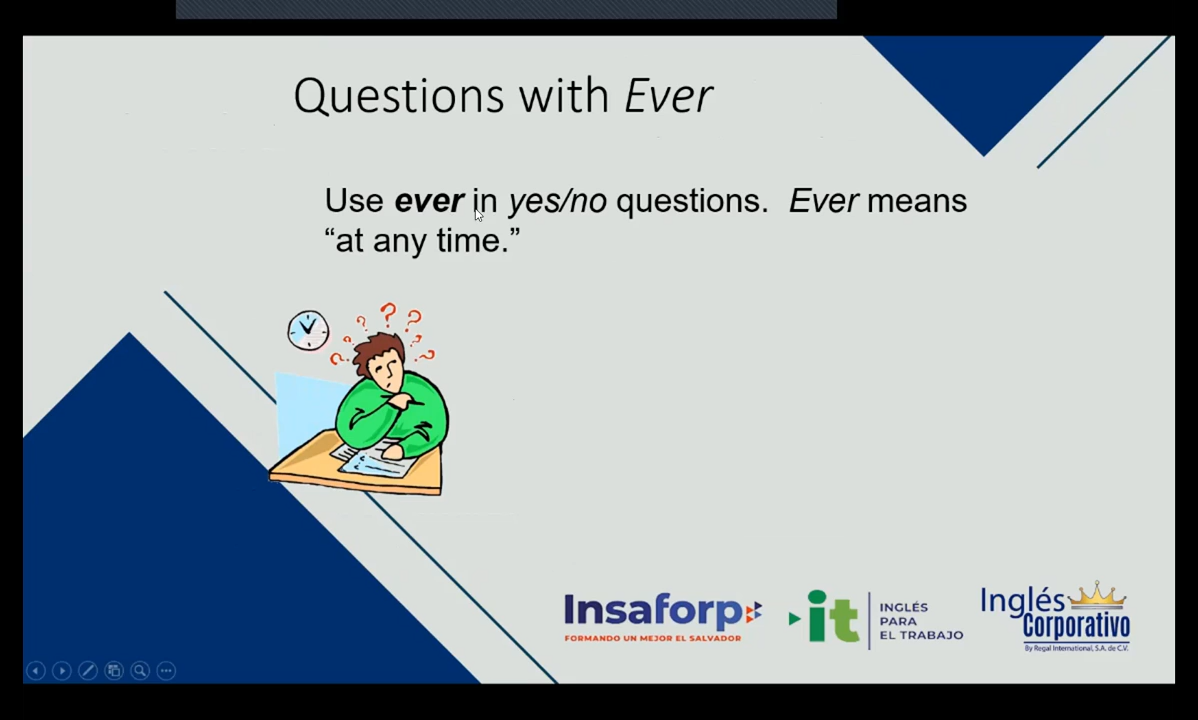 Questions with Ever
Use ever in yes/no questions.  Ever means
“at any time.”
Insaforp
FORMANDO UN MEJOR EL SALVADOR
it
INGLÉS
PARA
EL TRABAJO
Inglés
Corporativo
By Regal International, S.A. de C.V.